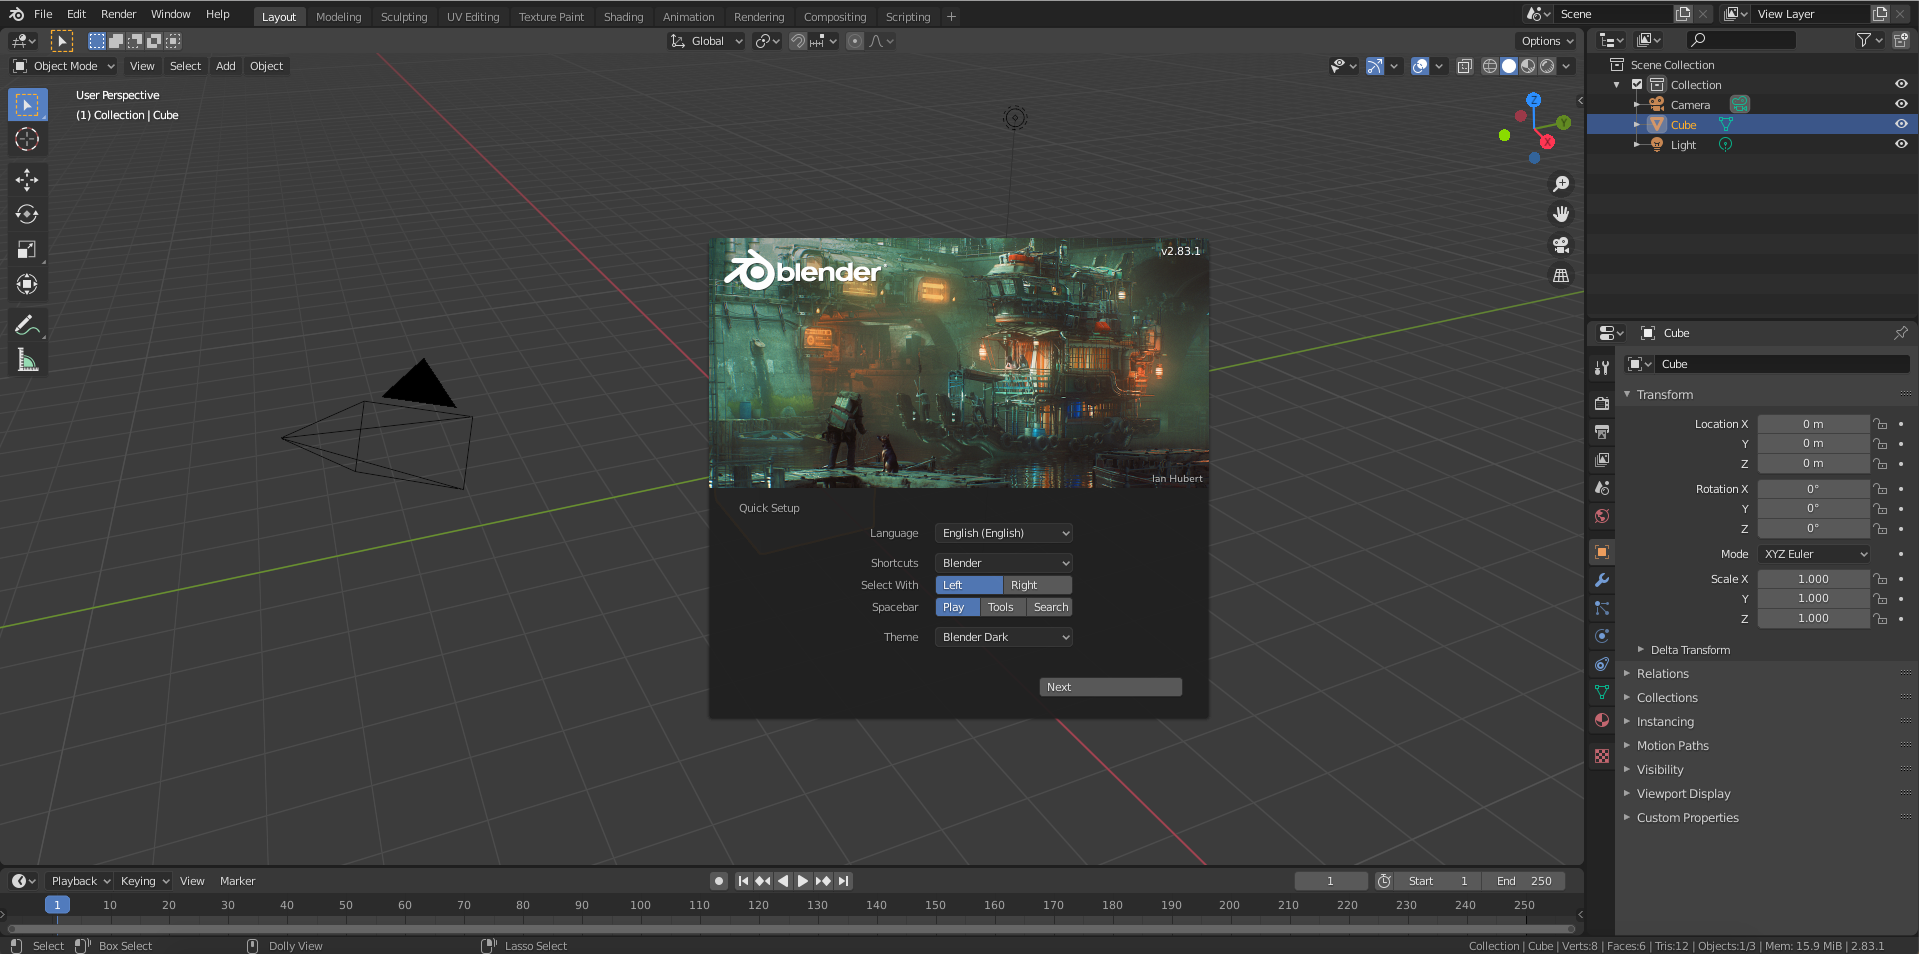 File Edit Render Window Help Layout Modeling Sculpting UV Editing Texture Paint Shading Animation Rendering Compositing Scripting + Scene View Layer
Global Options
Object Mode View Select Add Object
User Perspective
(1) Collection | Cube
Z
Y
X
Scene Collection
Collection
Camera
Cube
Light
blender
v2.83.1
Ian Hubert
Quick Setup
Language English (English)
Shortcuts Blender
Select With Left Right
Spacebar Play Tools Search
Theme Blender Dark
Next
Cube
Cube
Transform
Location X 0 m
Y 0 m
Z 0 m
Rotation X 0°
Y 0°
Z 0°
Mode XYZ Euler
Scale X 1.000
Y 1.000
Z 1.000
Delta Transform
Relations
Collections
Instancing
Motion Paths
Visibility
Viewport Display
Custom Properties
Playback Keying View Marker 1 Start 1 End 250
1 10 20 30 40 50 60 70 80 90 100 110 120 130 140 150 160 170 180 190 200 210 220 230 240 250
Select Box Select Dolly View Lasso Select Collection | Cube | Verts:8 | Faces:6 | Tris:12 | Objects:1/3 | Mem: 15.9 MiB | 2.83.1